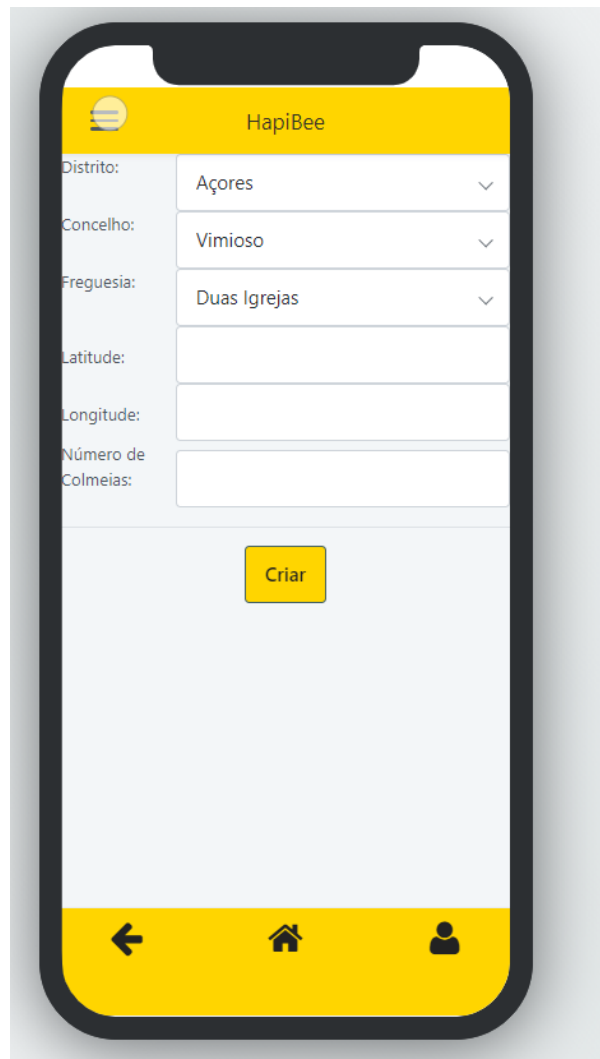 HapiBee
Distrito:
Açores
Concelho:
Vimioso
Freguesia:
Duas Igrejas
Latitude:
Longitude:
Número de
Colmeias:
Criar